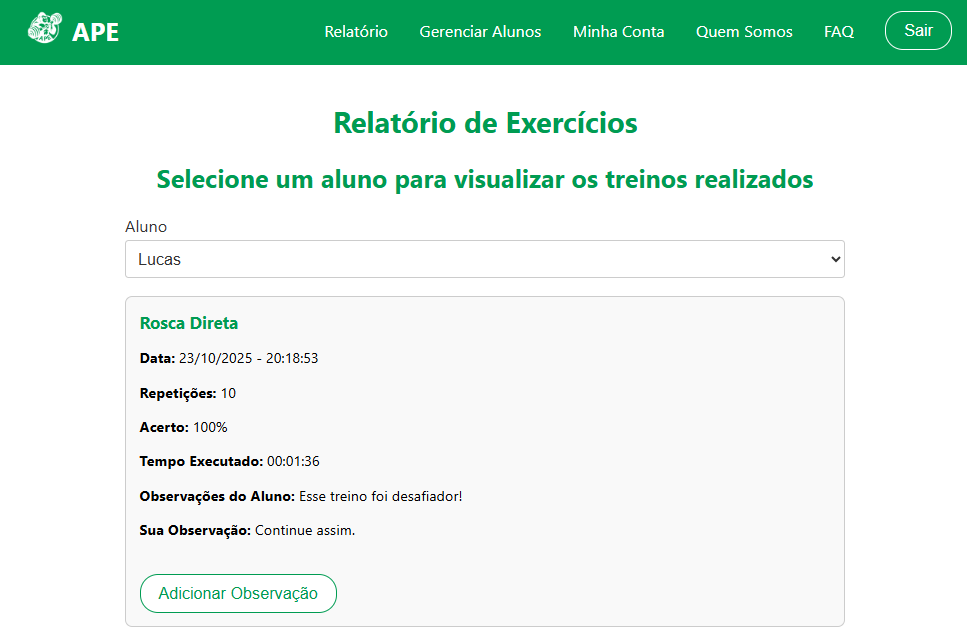 APE
Relatório
Gerenciar Alunos
Minha Conta
Quem Somos
FAQ
Sair
Relatório de Exercícios
Selecione um aluno para visualizar os treinos realizados
Aluno
Lucas
Rosca Direta
Data: 23/10/2025 - 20:18:53
Repetições: 10
Acerto: 100%
Tempo Executado: 00:01:36
Observações do Aluno: Esse treino foi desafiador!
Sua Observação: Continue assim.
Adicionar Observação